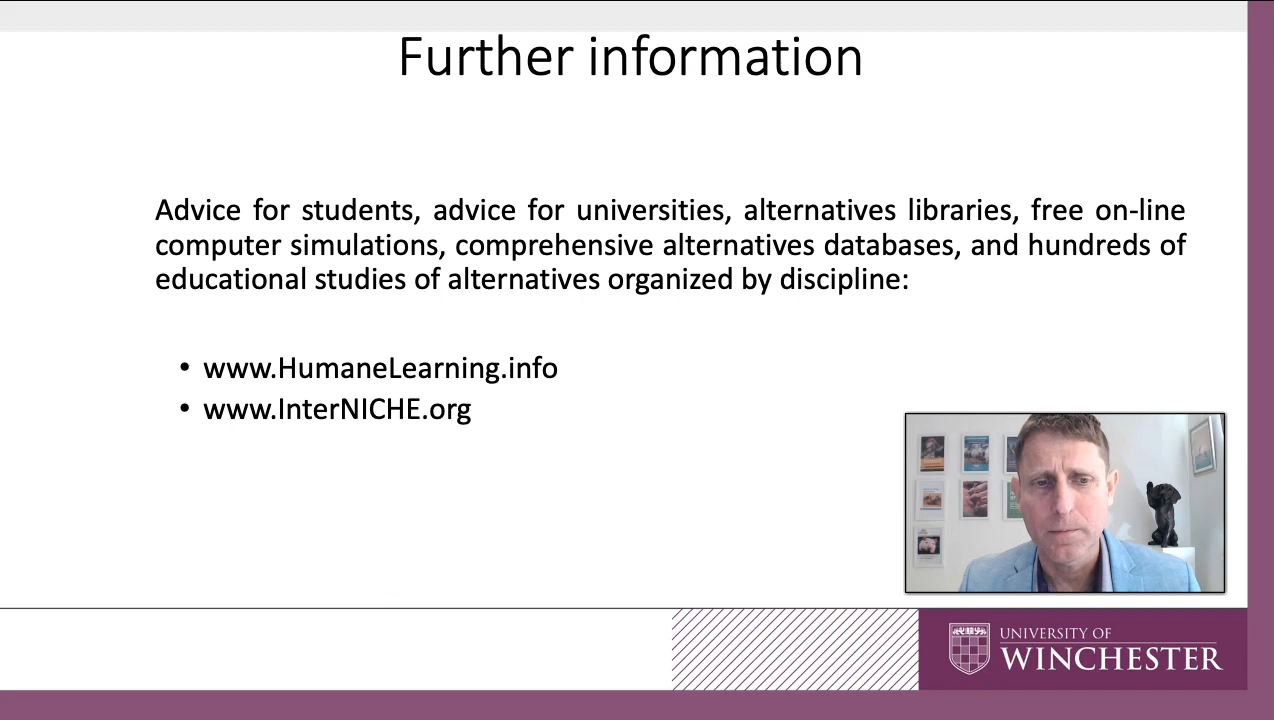 Further information
Advice for students, advice for universities, alternatives libraries, free on-line
computer simulations, comprehensive alternatives databases, and hundreds of
educational studies of alternatives organized by discipline:
• www.HumaneLearning.info
• www.InterNICHE.org
UNIVERSITY OF
WINCHESTER